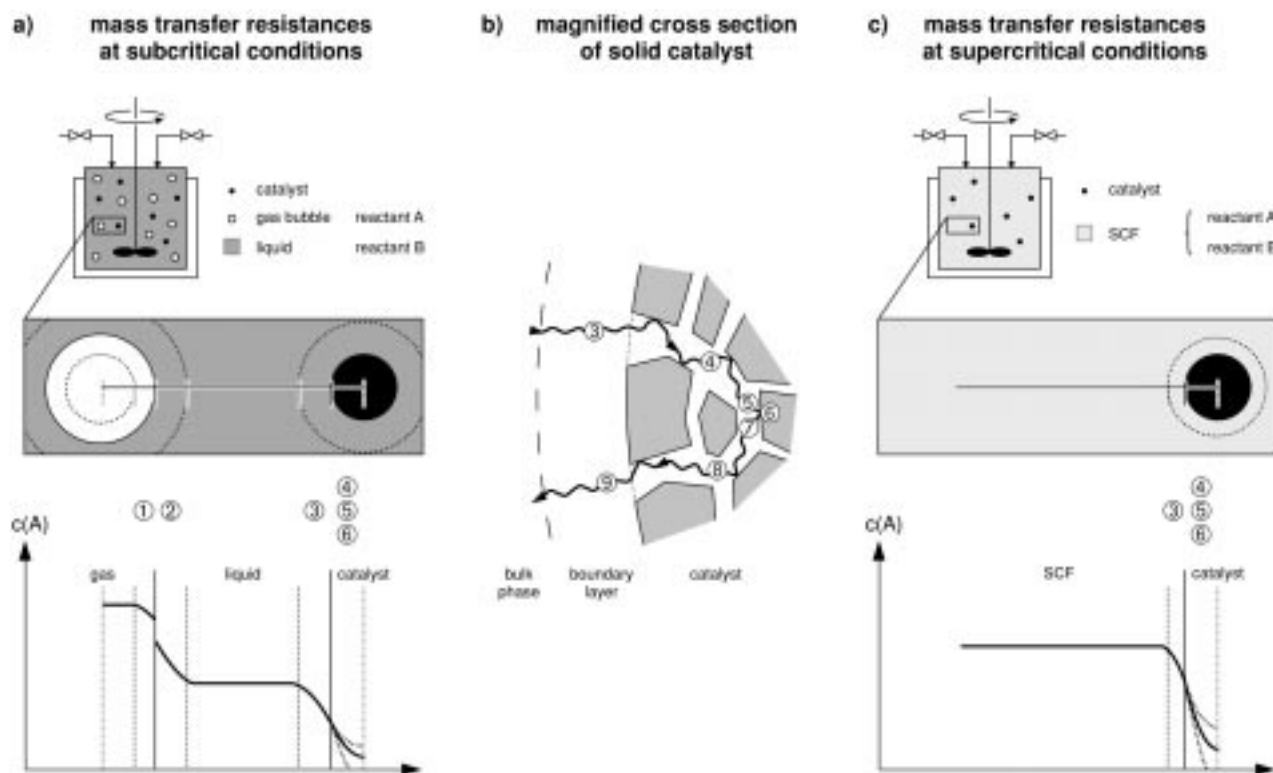 a) mass transfer resistances
at subcritical conditions
catalyst
gas bubble reactant A
liquid reactant B
① ② ③ ④
⑤
⑥
c(A)
gas liquid catalyst
b) magnified cross section
of solid catalyst
③
④
⑤ ⑥
⑦
⑧
⑨
bulk boundary catalyst
phase layer
c) mass transfer resistances
at supercritical conditions
catalyst
SCF reactant A
reactant B
③ ④
⑤
⑥
c(A)
SCF catalyst